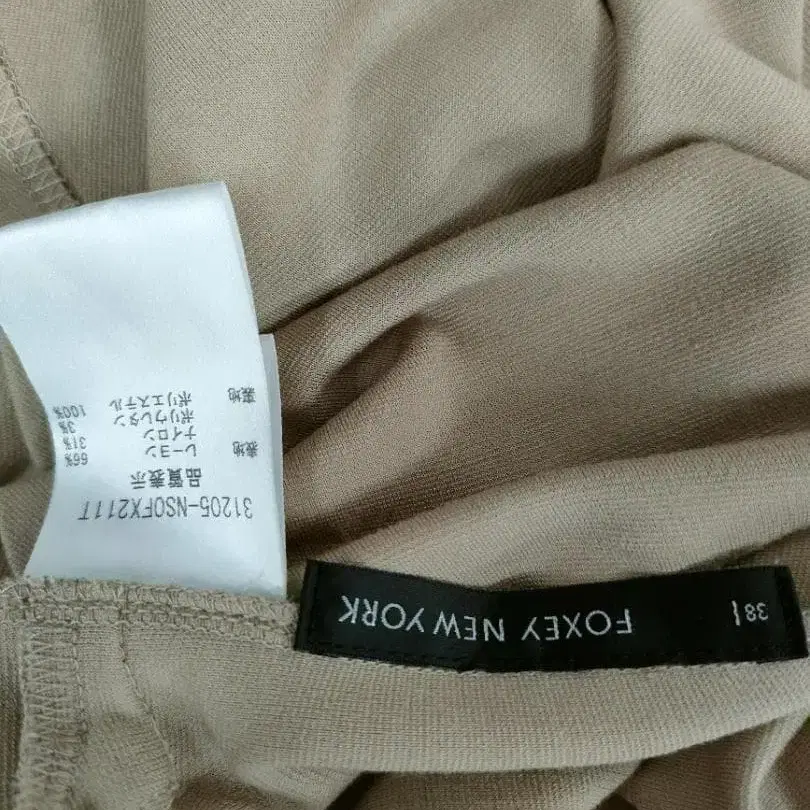 31205-NSOFX211T
品質表示
表地 レーヨン 66%
ナイロン 31%
ポリウレタン 3%
裏地 ポリエステル 100%
38 |
FOXEY NEW YORK